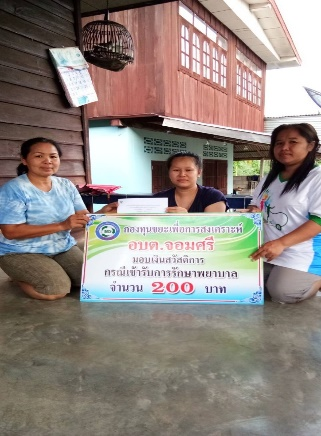 กองทุนขยะเพื่อการสงเคราะห์
อบต.จอมศรี
มอบเงินสวัสดิการ
กรณีเข้ารับการรักษาพยาบาล
จำนวน 200 บาท